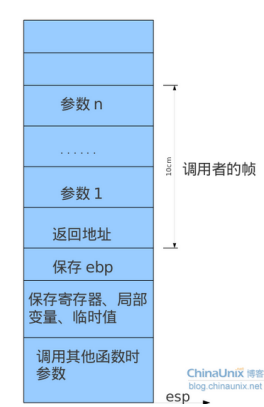 参数 n
......
10cm
调用者的帧
参数 1
返回地址
保存 ebp
保存寄存器、局部
变量、临时值
调用其他函数时
参数
ChinaUnix 博客
blog.chinaunix.net
esp